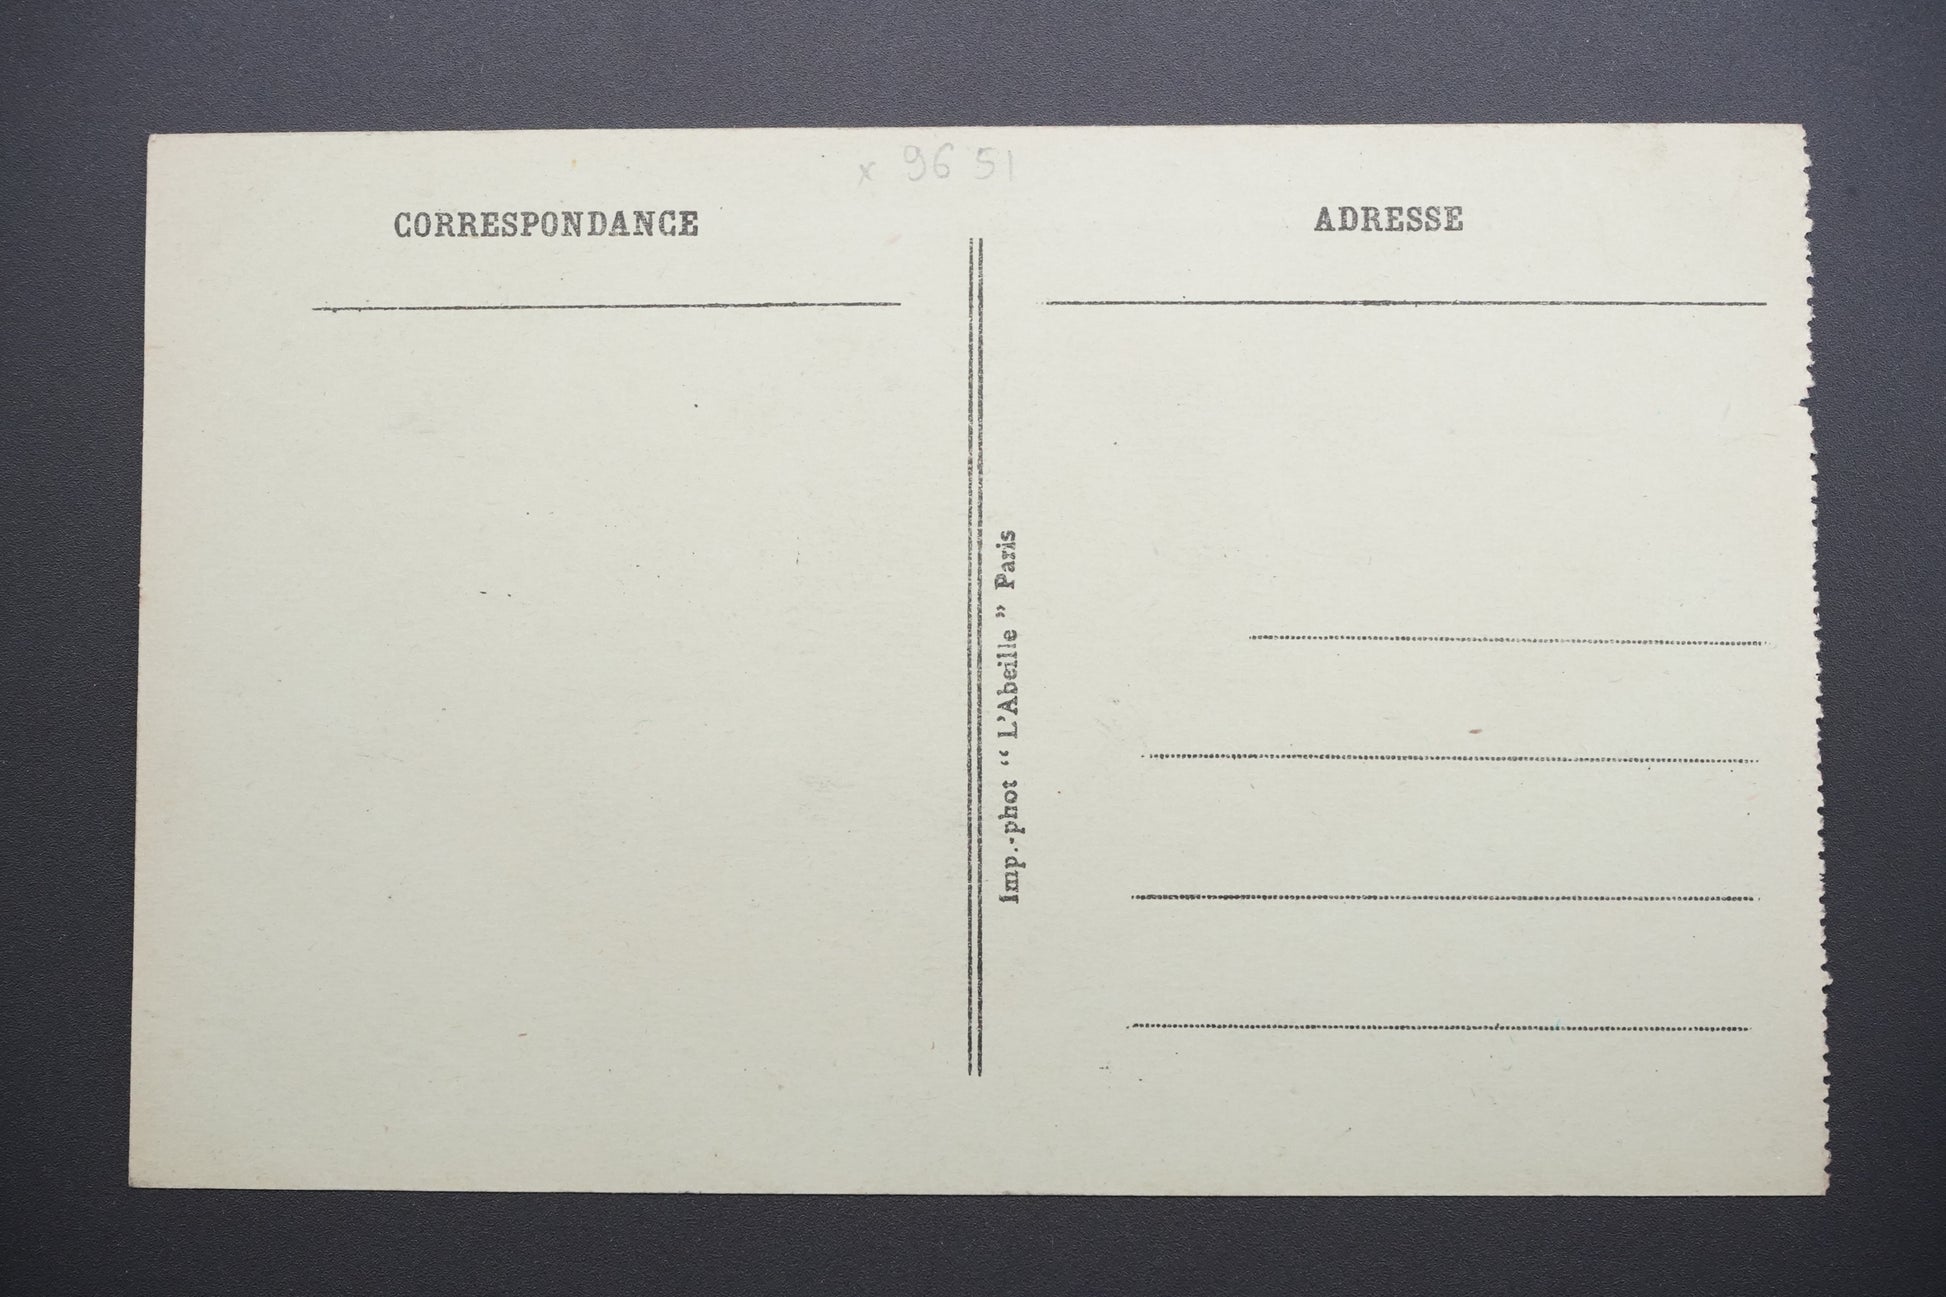 x 96 51
CORRESPONDANCE
ADRESSE
Imp.-phot “ L’Abeille ” Paris